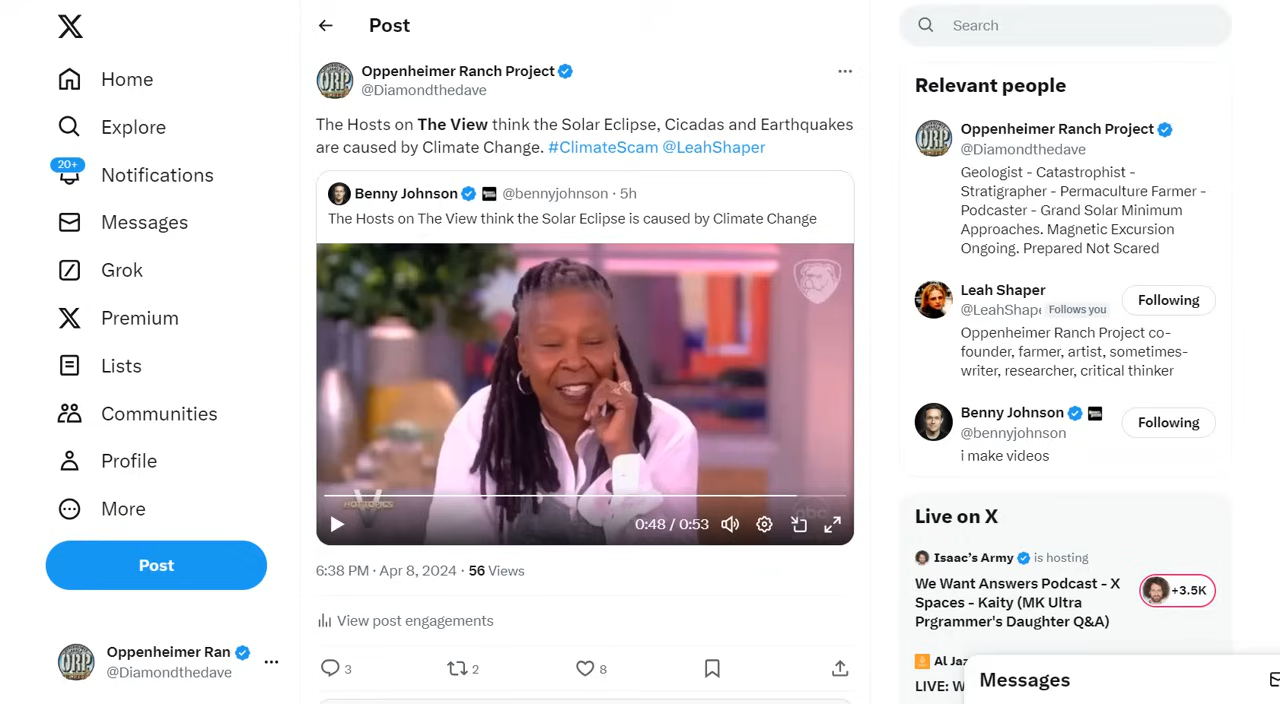 Home
Explore
20+
Notifications
Messages
Grok
Premium
Lists
Communities
Profile
More
Post
Oppenheimer Ran
@Diamondthedave
Post
Oppenheimer Ranch Project
@Diamondthedave
The Hosts on The View think the Solar Eclipse, Cicadas and Earthquakes
are caused by Climate Change. #ClimateScam @LeahShaper
Benny Johnson @bennyjohnson · 5h
The Hosts on The View think the Solar Eclipse is caused by Climate Change
HOT TOPICS
abc
0:48 / 0:53
6:38 PM · Apr 8, 2024 · 56 Views
View post engagements
3 2 8
Search
Relevant people
Oppenheimer Ranch Project
@Diamondthedave
Geologist - Catastrophist -
Stratigrapher - Permaculture Farmer -
Podcaster - Grand Solar Minimum
Approaches. Magnetic Excursion
Ongoing. Prepared Not Scared
Leah Shaper
@LeahShap Follows you
Following
Oppenheimer Ranch Project co-
founder, farmer, artist, sometimes-
writer, researcher, critical thinker
Benny Johnson
@bennyjohnson
Following
i make videos
Live on X
Isaac's Army is hosting
We Want Answers Podcast - X
Spaces - Kaity (MK Ultra
Prgrammer's Daughter Q&A)
+3.5K
Al Jaz
LIVE: W
Messages